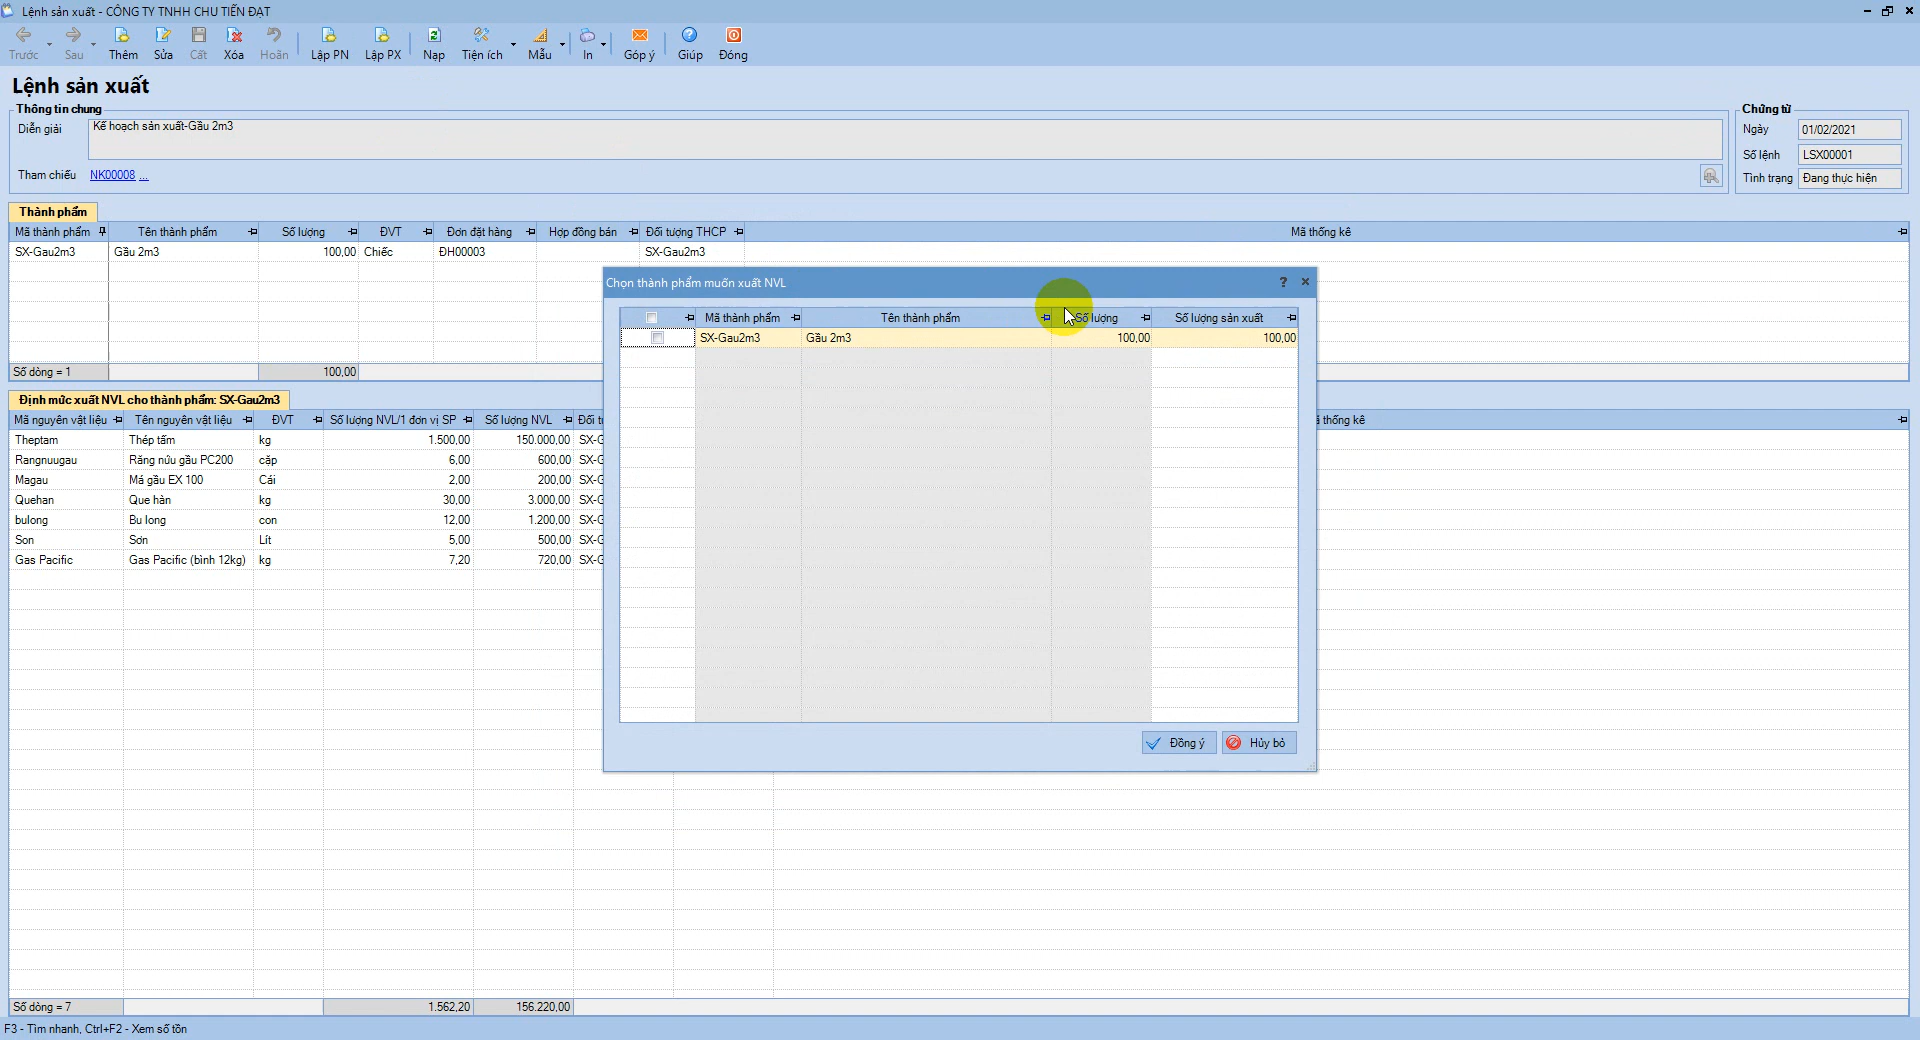 Lệnh sản xuất - CÔNG TY TNHH CHU TIẾN ĐẠT
Trước Sau Thêm Sửa Cất Xóa Hoãn Lập PN Lập PX Nạp Tiện ích Mẫu In Góp ý Giúp Đóng
Lệnh sản xuất
Thông tin chung
Diễn giải Kế hoạch sản xuất-Gầu 2m3
Tham chiếu NK00008 ...
Chứng từ
Ngày 01/02/2021
Số lệnh LSX00001
Tình trạng Đang thực hiện
Thành phẩm
Mã thành phẩm Tên thành phẩm Số lượng ĐVT Đơn đặt hàng Hợp đồng bán Đối tượng THCP Mã thống kê
SX-Gau2m3 Gầu 2m3 100,00 Chiếc ĐH00003 SX-Gau2m3
Số dòng = 1 100,00
Chọn thành phẩm muốn xuất NVL ?
Mã thành phẩm Tên thành phẩm Số lượng Số lượng sản xuất
SX-Gau2m3 Gầu 2m3 100,00 100,00
Đồng ý Hủy bỏ
Định mức xuất NVL cho thành phẩm: SX-Gau2m3
Mã nguyên vật liệu Tên nguyên vật liệu ĐVT Số lượng NVL/1 đơn vị SP Số lượng NVL Đối thống kê
Theptam Thép tấm kg 1.500,00 150.000,00 SX-G
Rangnuugau Răng nứu gầu PC200 cặp 6,00 600,00 SX-G
Magau Má gầu EX 100 Cái 2,00 200,00 SX-G
Quehan Que hàn kg 30,00 3.000,00 SX-G
bulong Bu long con 12,00 1.200,00 SX-G
Son Sơn Lít 5,00 500,00 SX-G
Gas Pacific Gas Pacific (bình 12kg) kg 7,20 720,00 SX-G
Số dòng = 7 1.562,20 156.220,00
F3 - Tìm nhanh, Ctrl+F2 - Xem số tồn